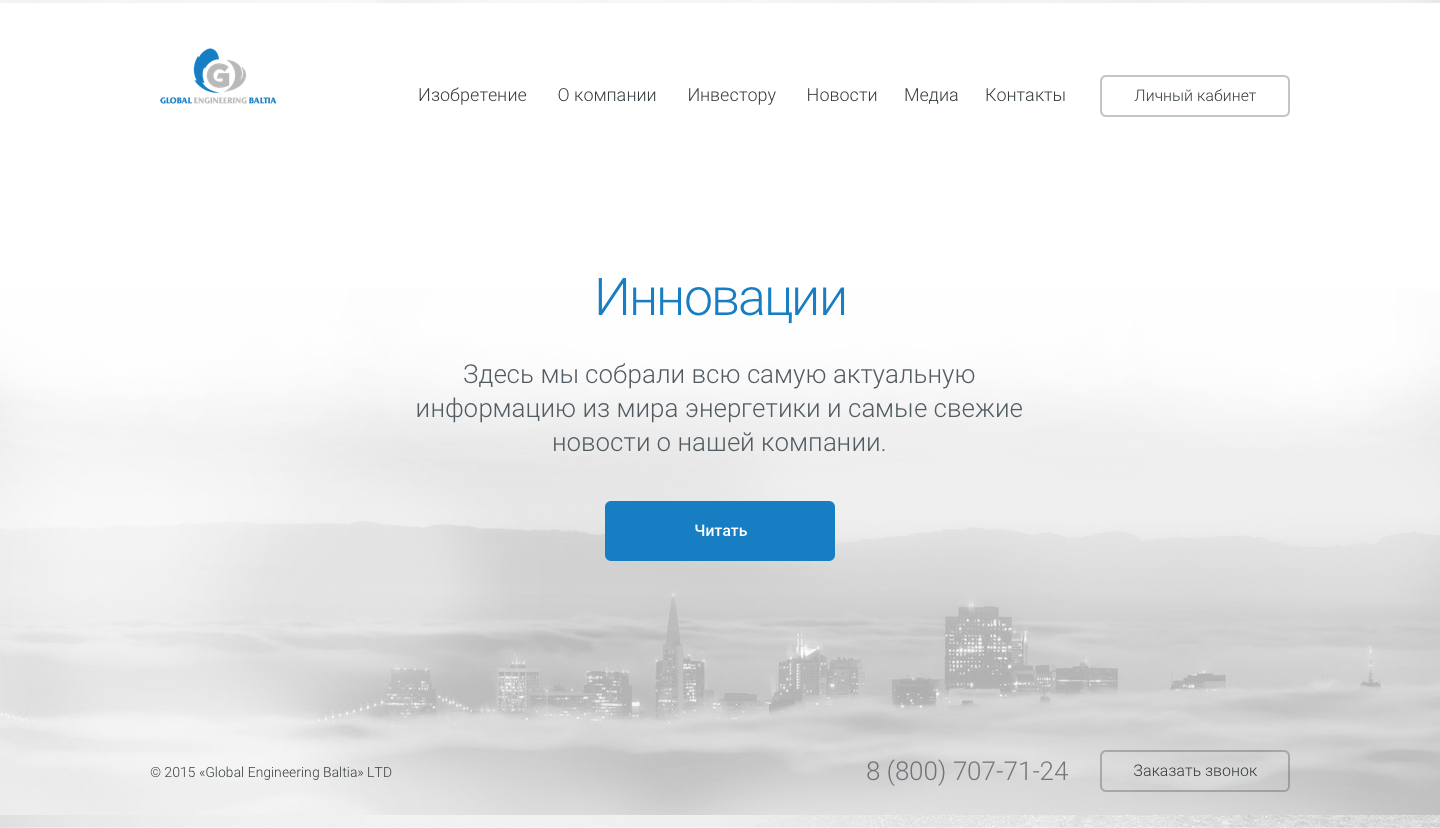 G
GLOBAL ENGINEERING BALTIA
Изобретение О компании Инвестору Новости Медиа Контакты Личный кабинет
Инновации
Здесь мы собрали всю самую актуальную
информацию из мира энергетики и самые свежие
новости о нашей компании.
Читать
© 2015 «Global Engineering Baltia» LTD
8 (800) 707-71-24
Заказать звонок